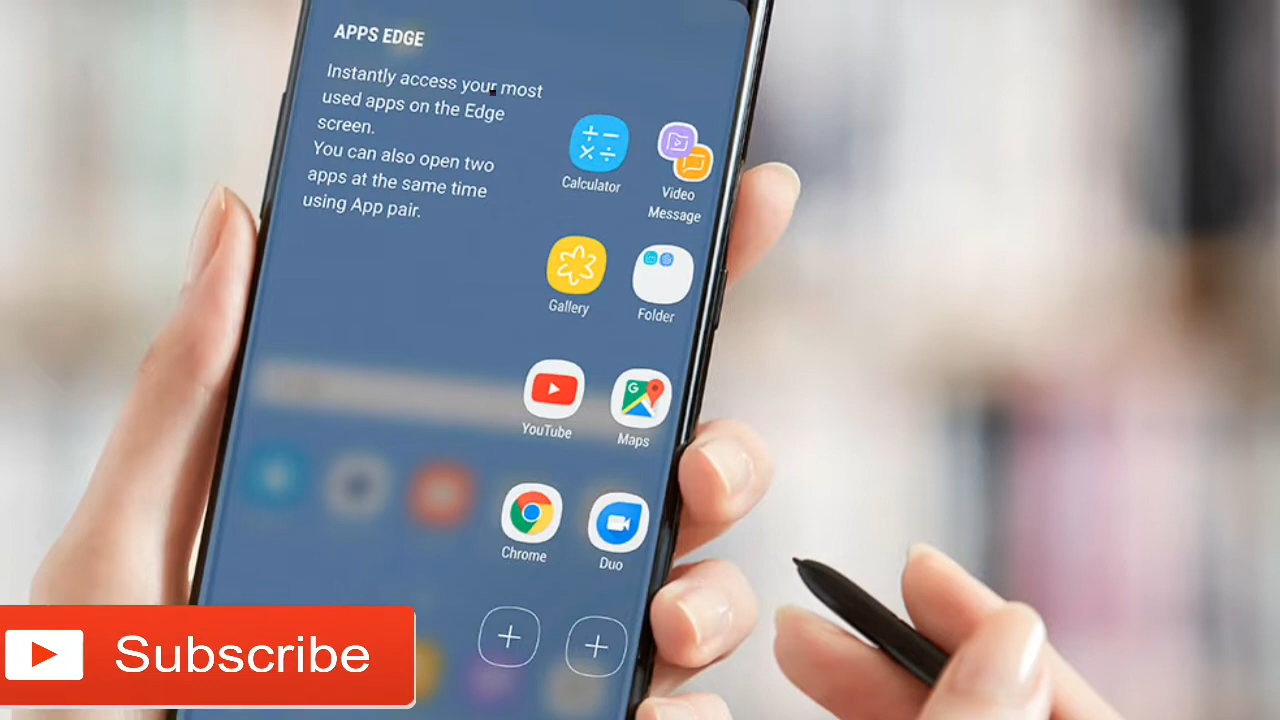 APPS EDGE
Instantly access your most
used apps on the Edge
screen.
You can also open two
apps at the same time
using App pair.
Calculator
Video
Message
Gallery
Folder
YouTube
G
Maps
Chrome
Duo
Subscribe